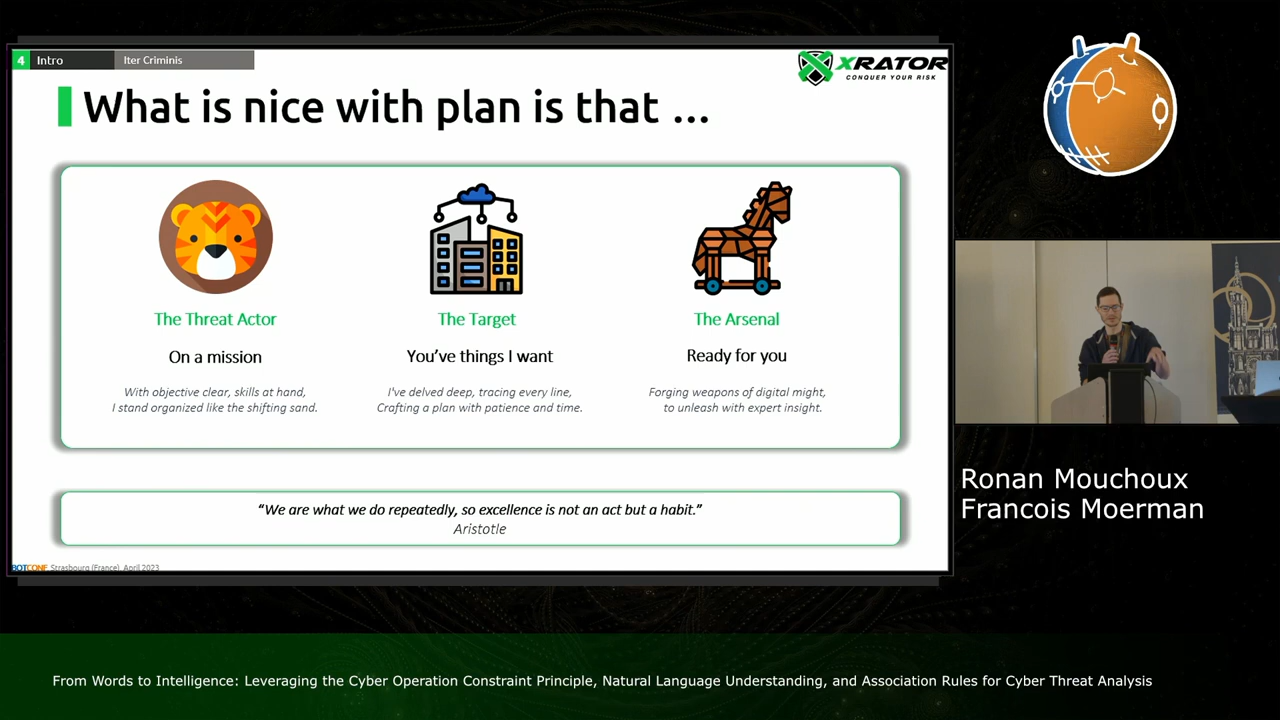 4 Intro Iter Criminis
XRATOR
CONQUER YOUR RISK
What is nice with plan is that ...
The Threat Actor
On a mission
With objective clear, skills at hand,
I stand organized like the shifting sand.
The Target
You've things I want
I've delved deep, tracing every line,
Crafting a plan with patience and time.
The Arsenal
Ready for you
Forging weapons of digital might,
to unleash with expert insight.
“We are what we do repeatedly, so excellence is not an act but a habit.”
Aristotle
BOTCONF Strasbourg (France), April 2023
Ronan Mouchoux
Francois Moerman
From Words to Intelligence: Leveraging the Cyber Operation Constraint Principle, Natural Language Understanding, and Association Rules for Cyber Threat Analysis